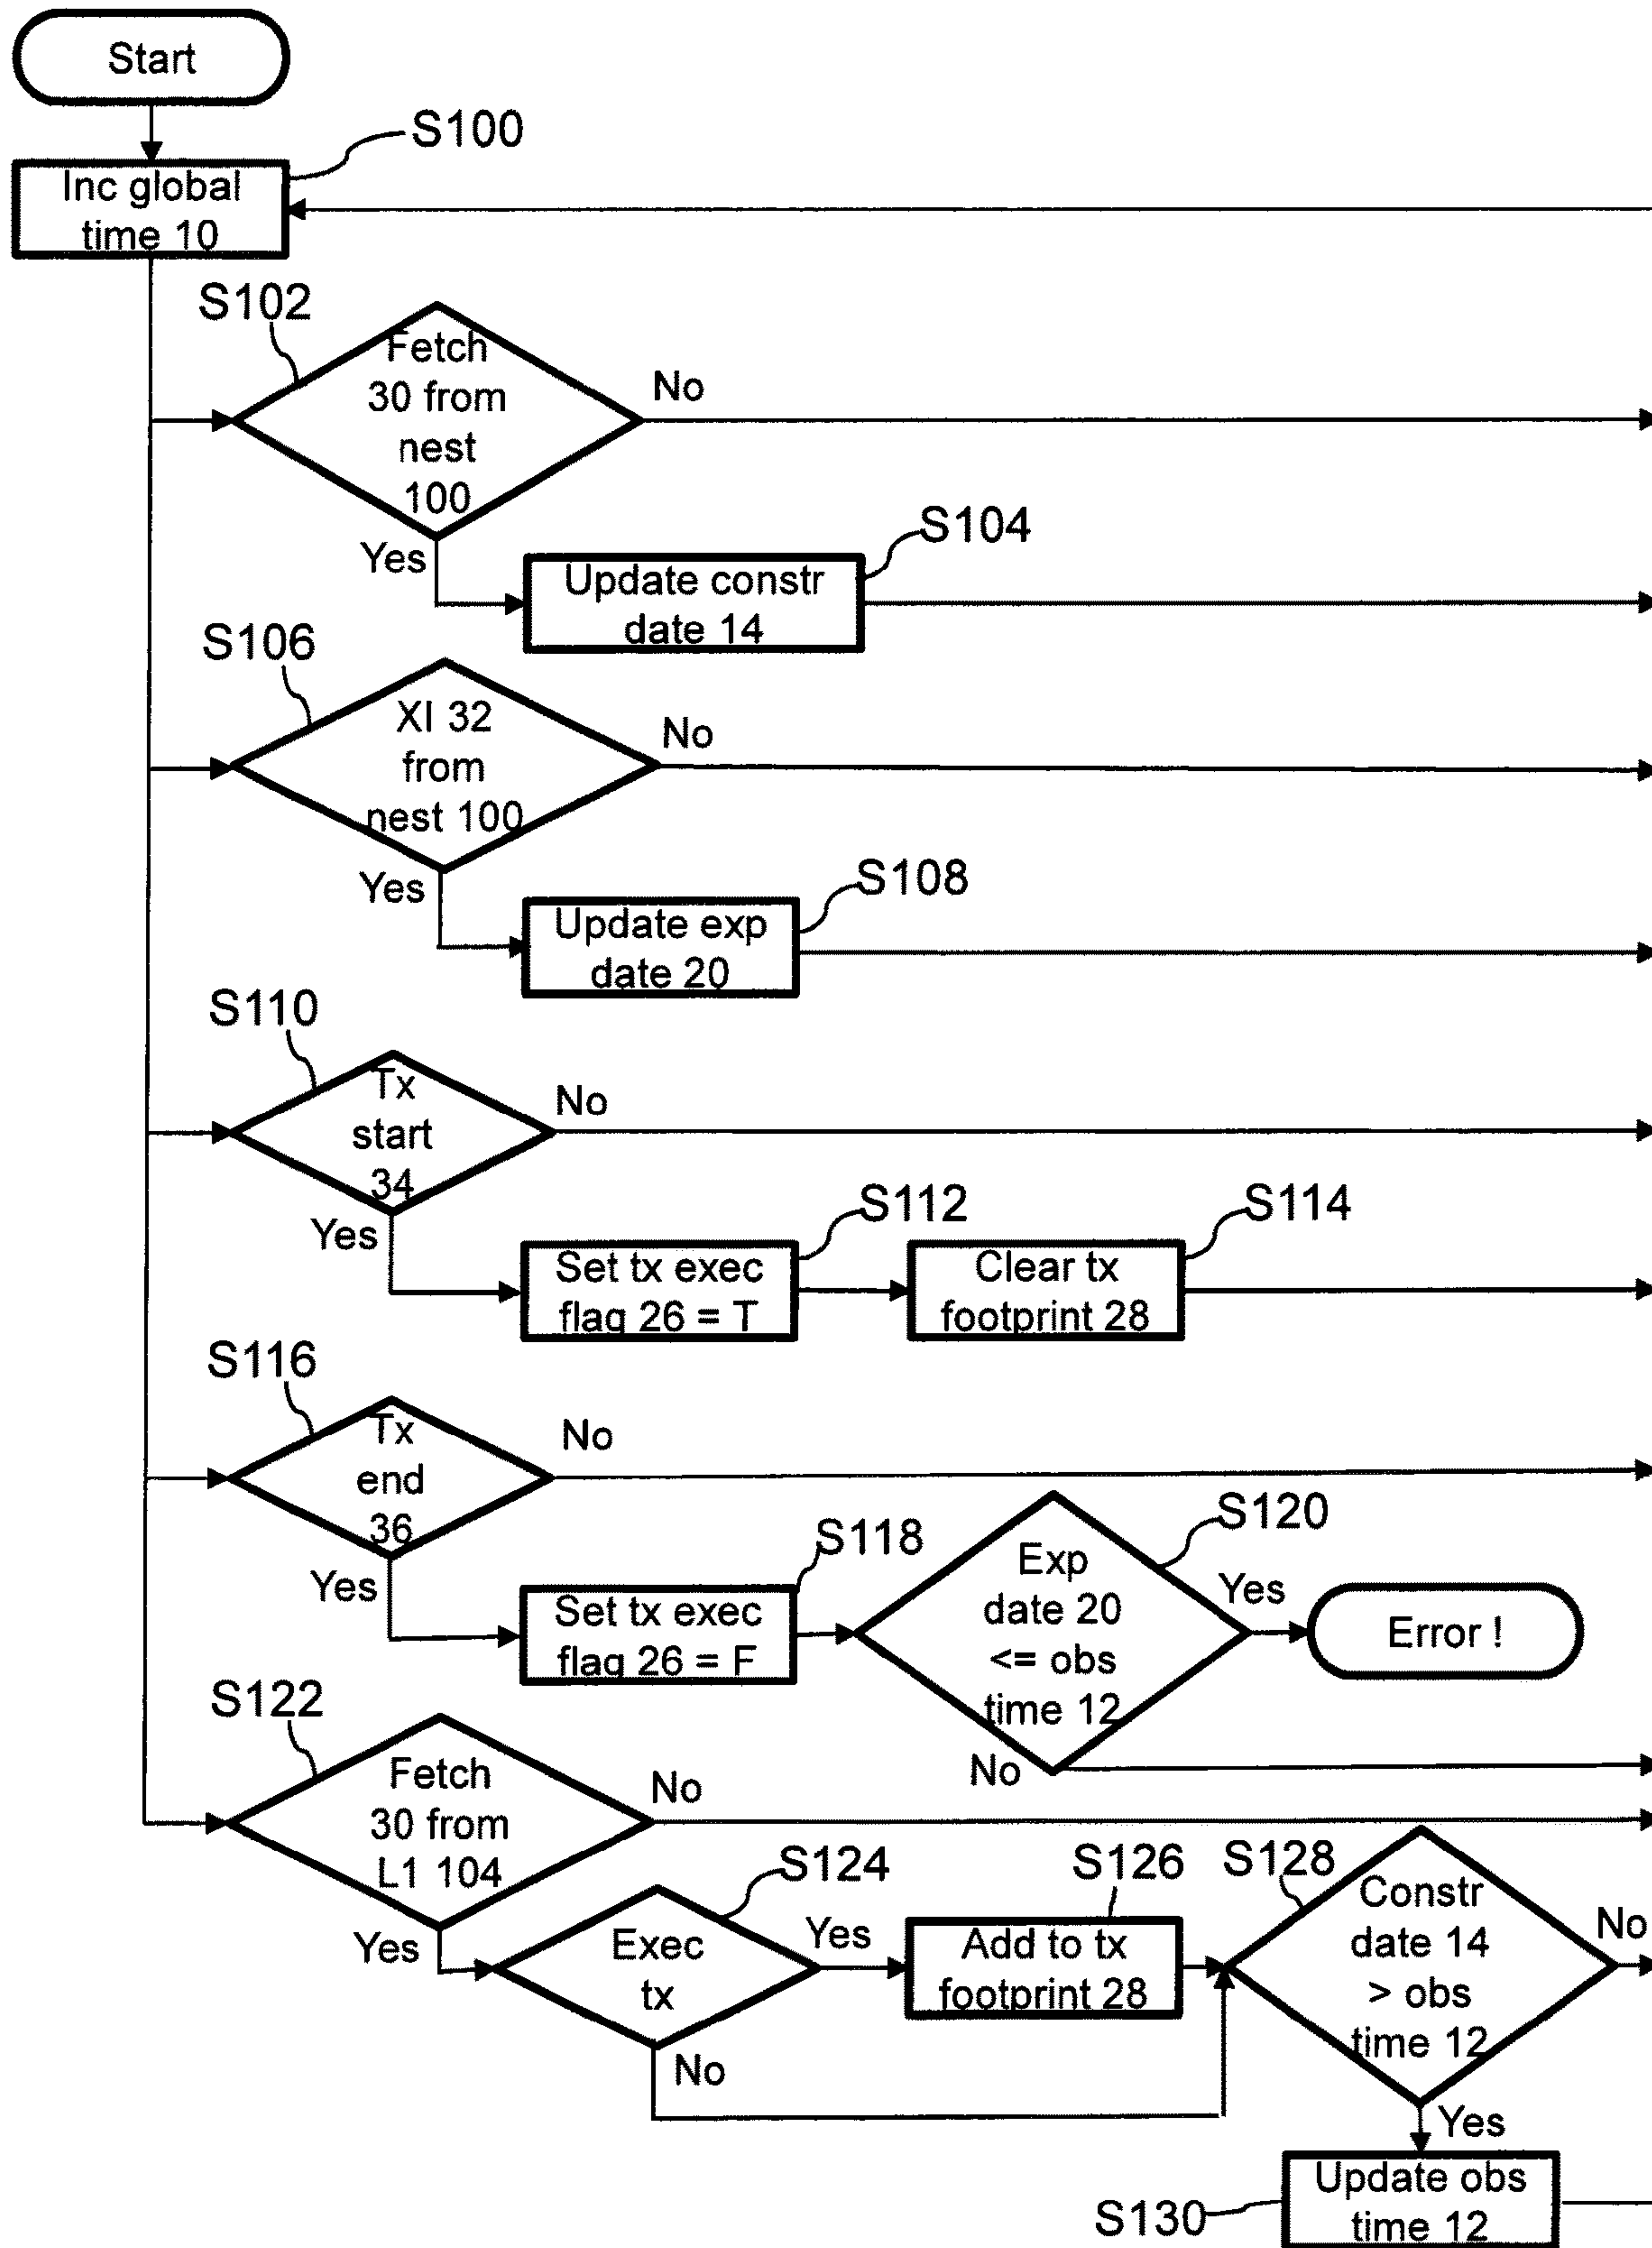 Start
S100
Inc global
time 10
S102
Fetch
30 from
nest
100
No
Yes
S104
Update constr
date 14
S106
XI 32
from
nest 100
No
Yes
S108
Update exp
date 20
S110
Tx
start
34
No
Yes
S112
Set tx exec
flag 26 = T
S114
Clear tx
footprint 28
S116
Tx
end
36
No
Yes
S118
Set tx exec
flag 26 = F
S120
Exp
date 20
<= obs
time 12
Yes
Error !
No
S122
Fetch
30 from
L1 104
No
Yes
S124
Exec
tx
Yes
No
S126
Add to tx
footprint 28
S128
Constr
date 14
> obs
time 12
No
Yes
S130
Update obs
time 12